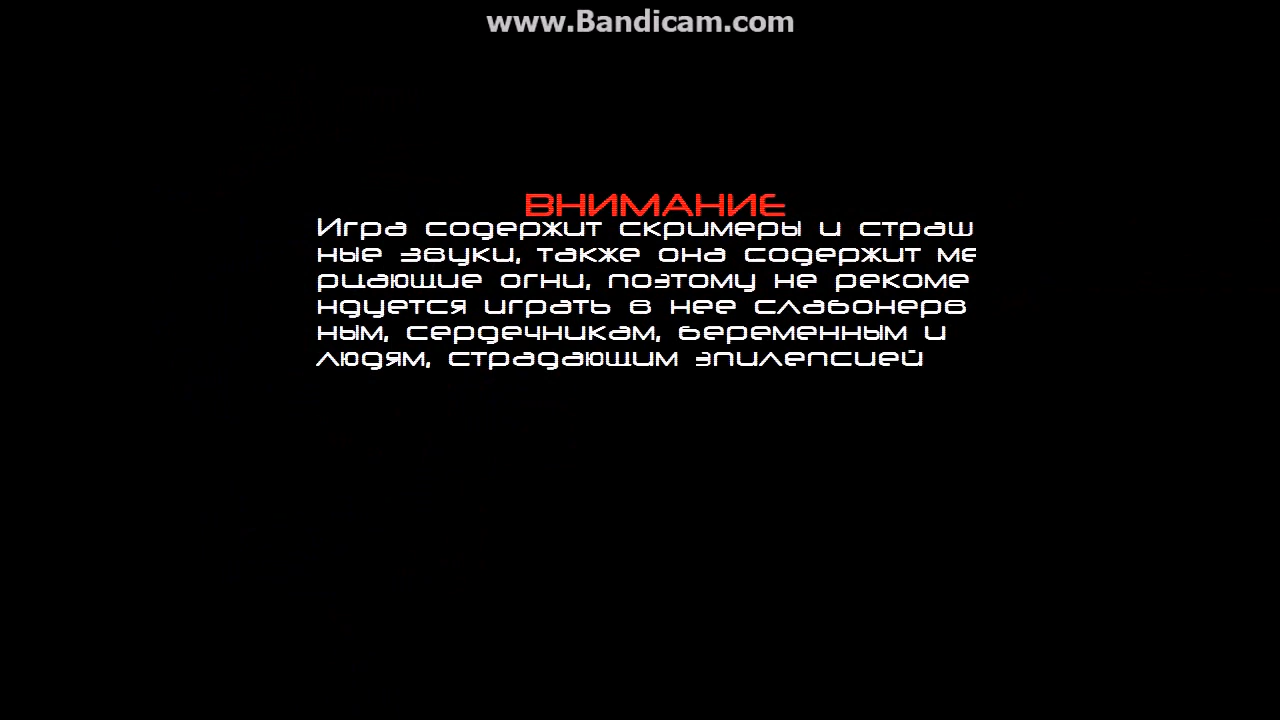 www.Bandicam.com
ВНИМАНИЕ
Игра содержит скримеры и страш
ные звуки, также она содержит ме
рцающие огни, поэтому не рекоме
ндуется играть в нее слабонерв
ным, сердечникам, беременным и
людям, страдающим эпилепсией